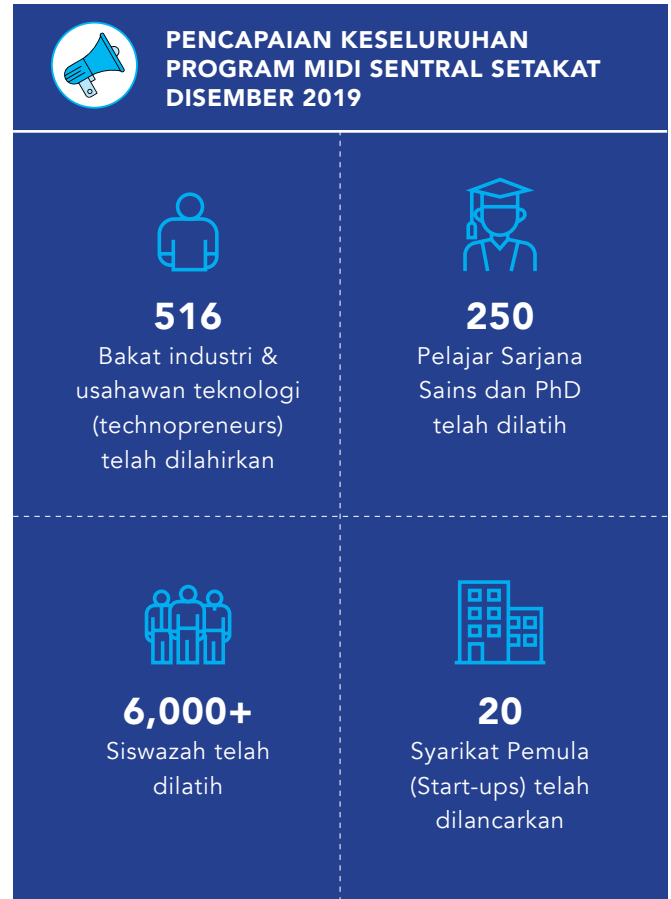 PENCAPAIAN KESELURUHAN
PROGRAM MIDI SENTRAL SETAKAT
DISEMBER 2019
516
Bakat industri &
usahawan teknologi
(technopreneurs)
telah dilahirkan
250
Pelajar Sarjana
Sains dan PhD
telah dilatih
6,000+
Siswazah telah
dilatih
20
Syarikat Pemula
(Start-ups) telah
dilancarkan